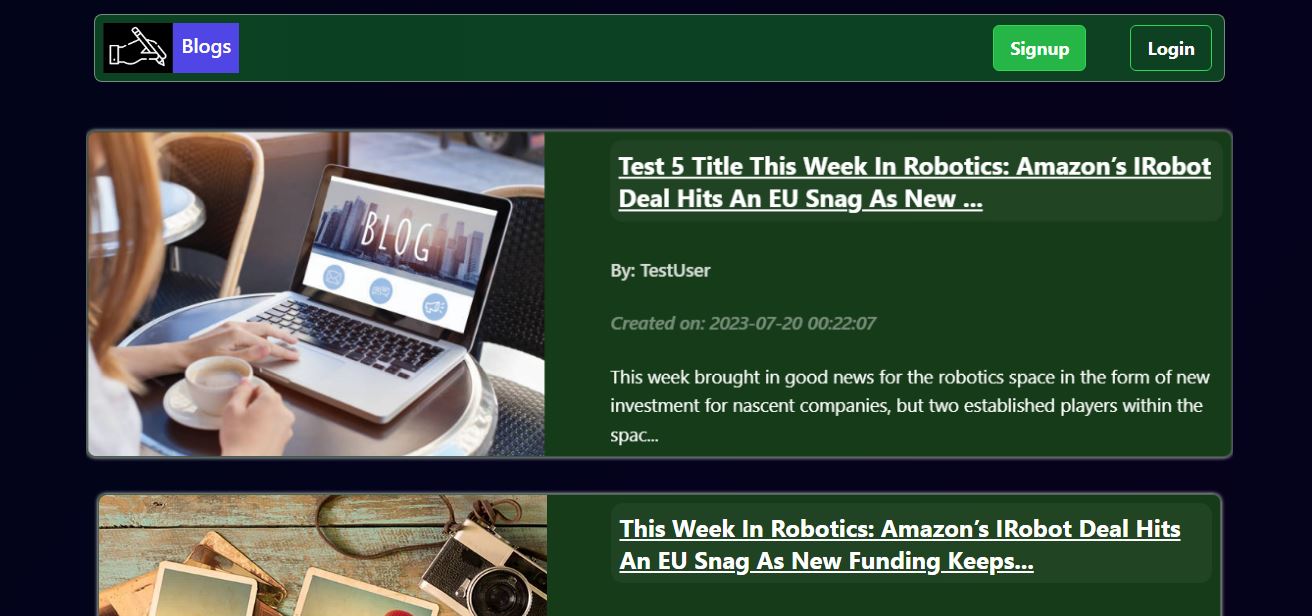 Blogs
Signup
Login
BLOG
Test 5 Title This Week In Robotics: Amazon’s IRobot
Deal Hits An EU Snag As New ...
By: TestUser
Created on: 2023-07-20 00:22:07
This week brought in good news for the robotics space in the form of new
investment for nascent companies, but two established players within the
spac...
This Week In Robotics: Amazon’s IRobot Deal Hits
An EU Snag As New Funding Keeps...